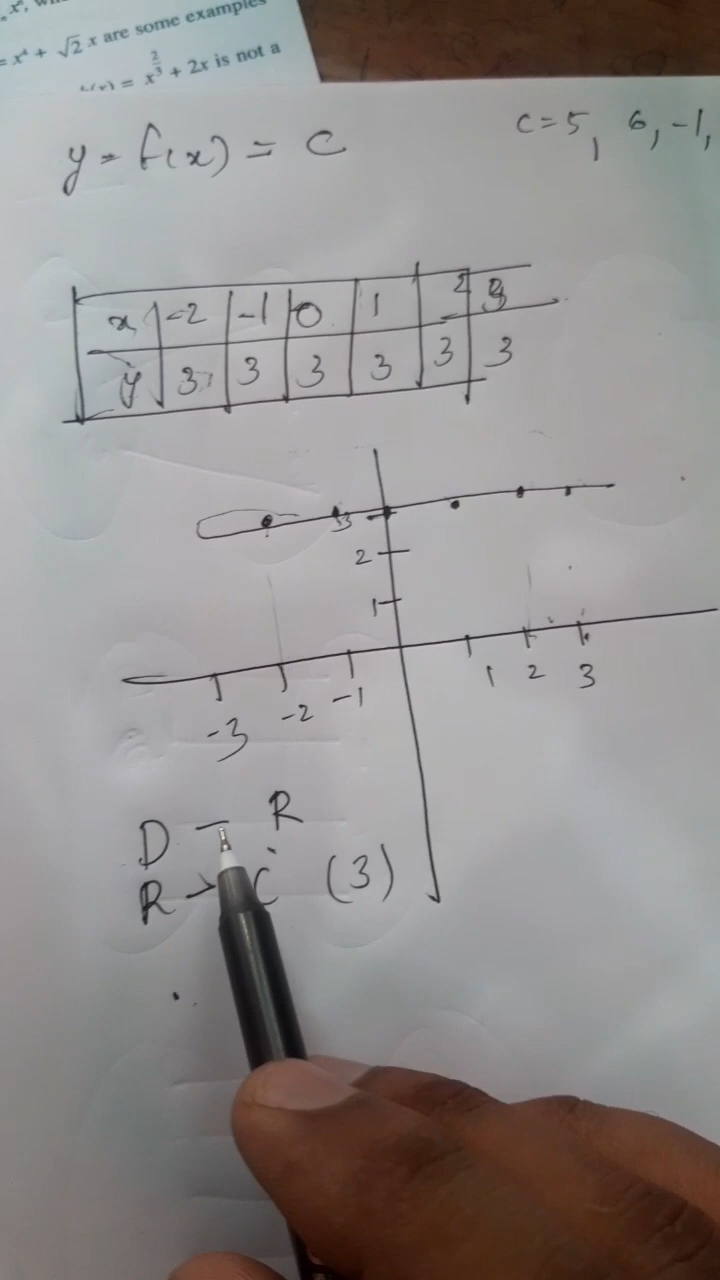 = x⁴ + √2 x are some examples
= x^(2/3) + 2x is not a
y = f(x) = c
c = 5, 6, -1,
x -2 -1 0 1 2 3
y 3 3 3 3 3 3
3
2
1
-3 -2 -1 1 2 3
D - R
R → C (3)